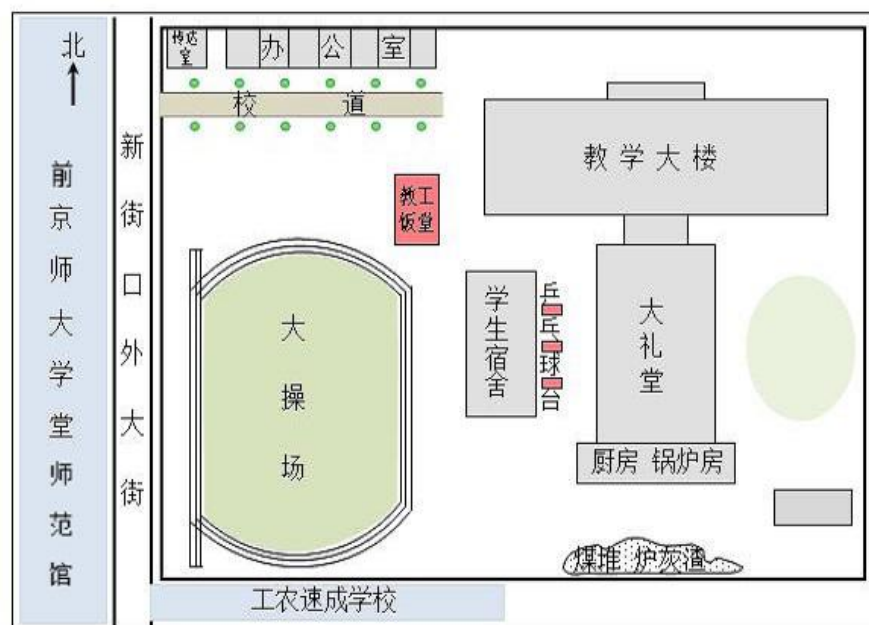 北
前京师大学堂师范馆
新街口外大街
传达室
办公室
校道
教学大楼
教工
饭堂
大操场
学生宿舍
乒乓球台
大礼堂
厨房 锅炉房
煤堆 炉灰渣
工农速成学校